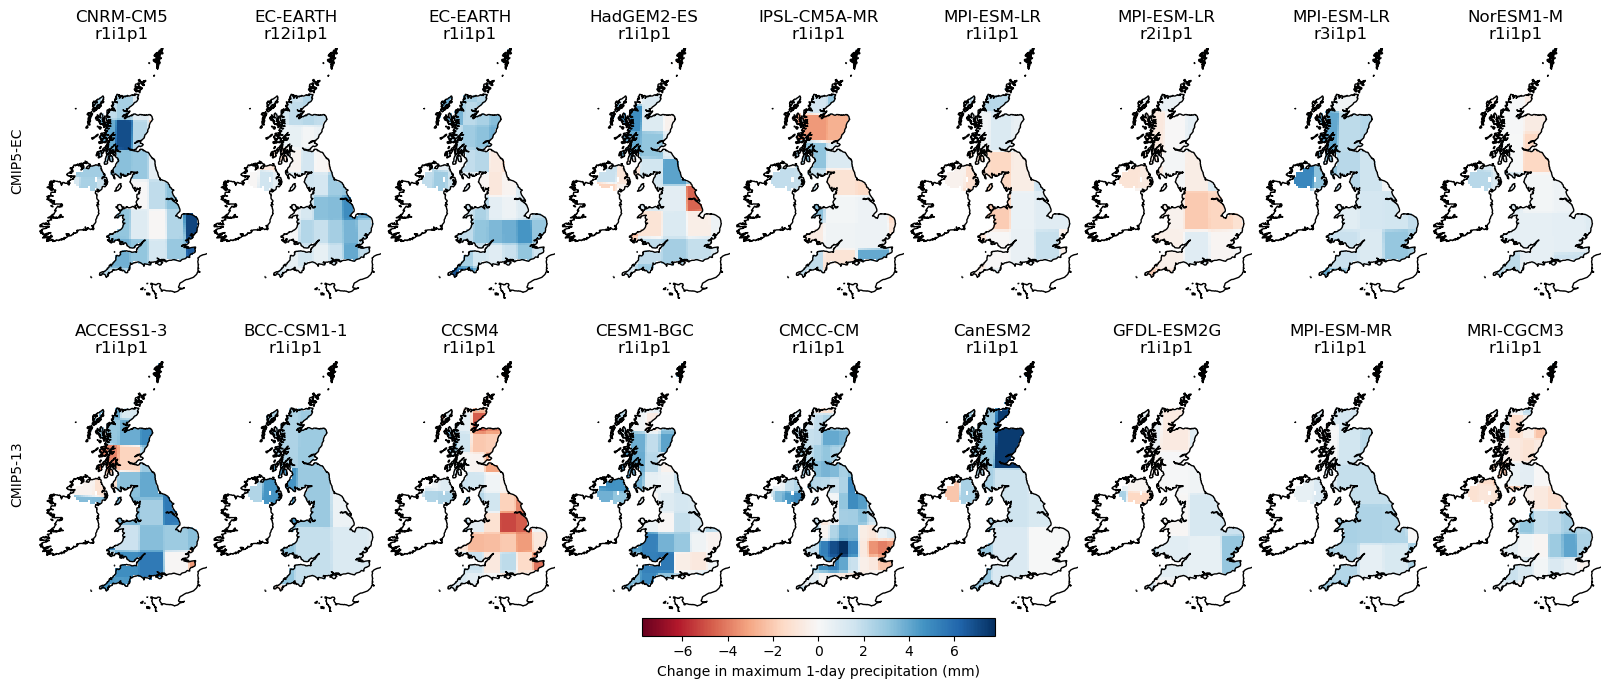 CNRM-CM5 EC-EARTH EC-EARTH HadGEM2-ES IPSL-CM5A-MR MPI-ESM-LR MPI-ESM-LR MPI-ESM-LR NorESM1-M
r1i1p1 r12i1p1 r1i1p1 r1i1p1 r1i1p1 r1i1p1 r2i1p1 r3i1p1 r1i1p1
CMIP5-EC
ACCESS1-3 BCC-CSM1-1 CCSM4 CESM1-BGC CMCC-CM CanESM2 GFDL-ESM2G MPI-ESM-MR MRI-CGCM3
r1i1p1 r1i1p1 r1i1p1 r1i1p1 r1i1p1 r1i1p1 r1i1p1 r1i1p1 r1i1p1
CMIP5-13
−6 −4 −2 0 2 4 6
Change in maximum 1-day precipitation (mm)